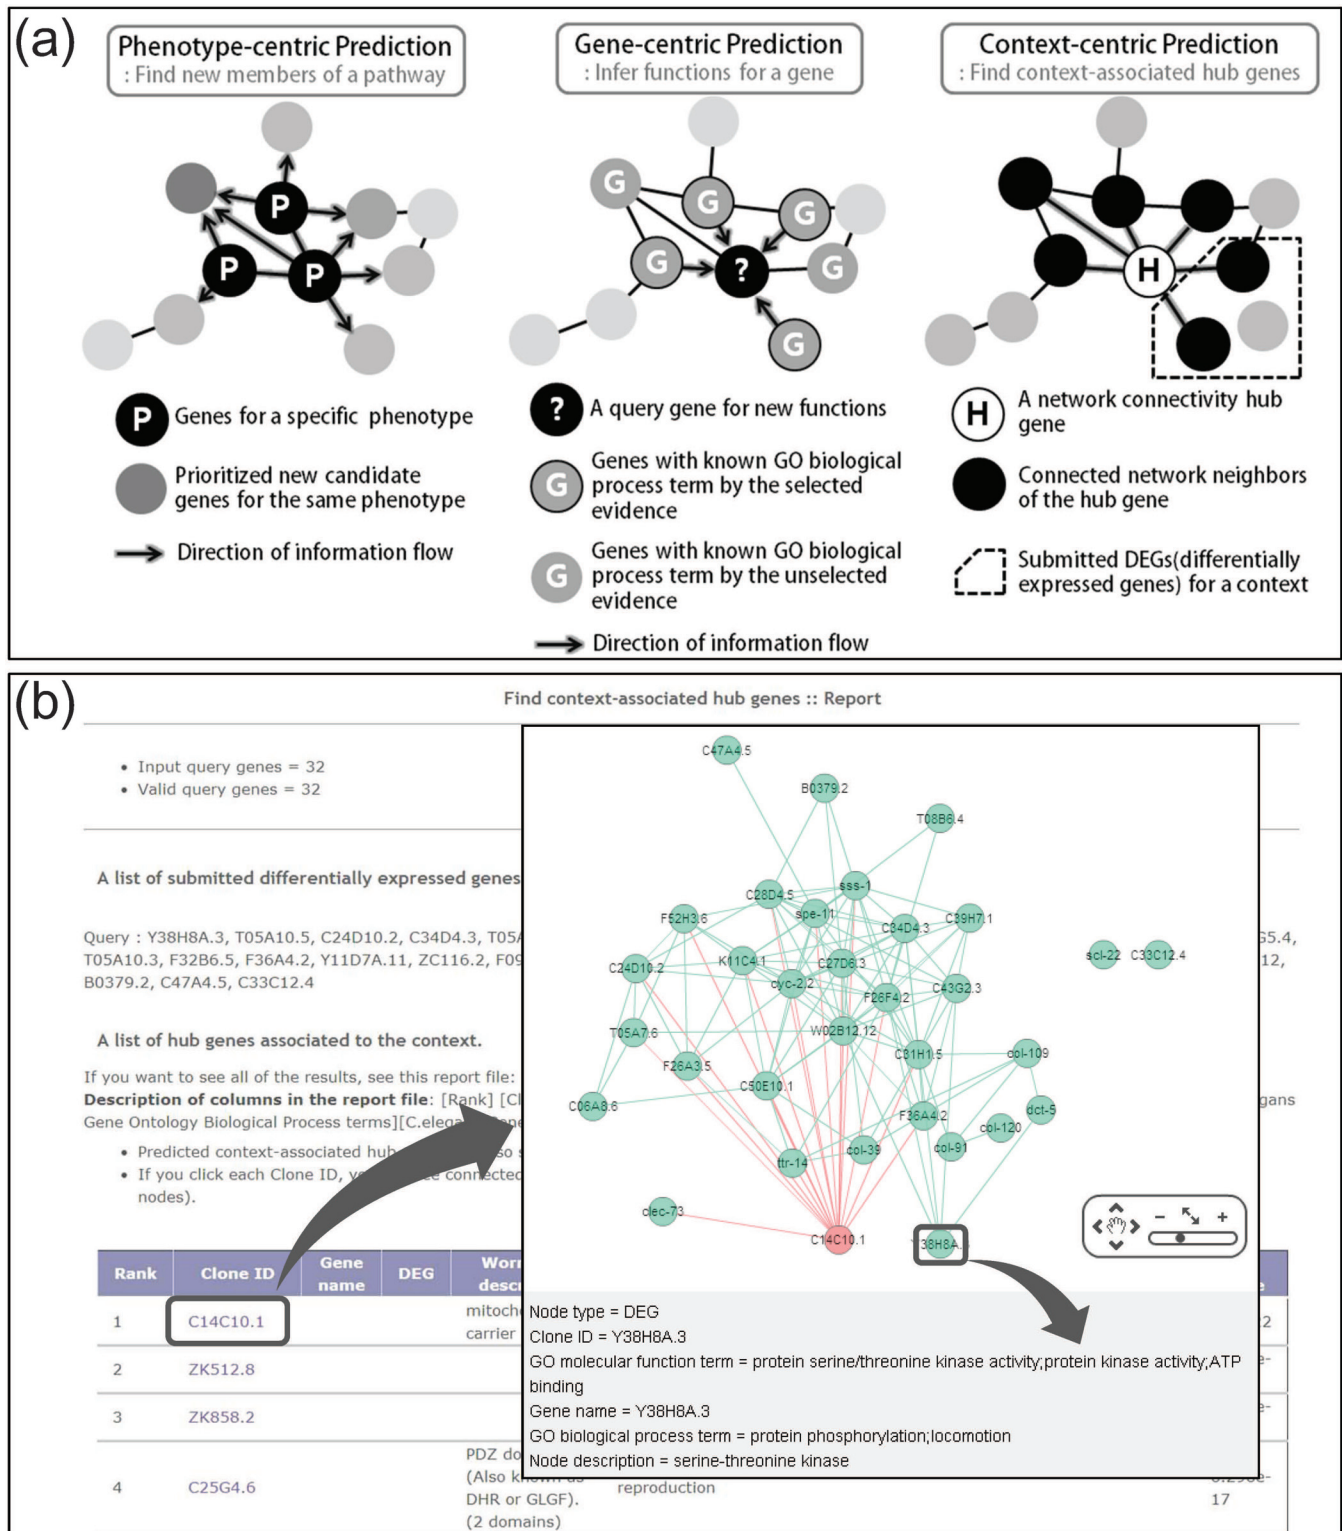 (a)
Phenotype-centric Prediction
: Find new members of a pathway
Gene-centric Prediction
: Infer functions for a gene
Context-centric Prediction
: Find context-associated hub genes
P
P
P
G
G
G
G
?
G
G
H
P
Genes for a specific phenotype
Prioritized new candidate
genes for the same phenotype
Direction of information flow
?
A query gene for new functions
G
Genes with known GO biological
process term by the selected
evidence
G
Genes with known GO biological
process term by the unselected
evidence
Direction of information flow
H
A network connectivity hub
gene
Connected network neighbors
of the hub gene
Submitted DEGs(differentially
expressed genes) for a context
(b)
Find context-associated hub genes :: Report
• Input query genes = 32
• Valid query genes = 32
A list of submitted differentially expressed genes
Query : Y38H8A.3, T05A10.5, C24D10.2, C34D4.3, T05A
G5.4,
T05A10.3, F32B6.5, F36A4.2, Y11D7A.11, ZC116.2, F09
12,
B0379.2, C47A4.5, C33C12.4
A list of hub genes associated to the context.
If you want to see all of the results, see this report file:
Description of columns in the report file: [Rank] [Cl
gans
Gene Ontology Biological Process terms][C.elega
• Predicted context-associated hub
• If you click each Clone ID, connected
nodes).
Rank
Clone ID
Gene
name
DEG
1
C14C10.1
carrier
2
ZK512.8
3
ZK858.2
4
C25G4.6
PDZ do
(Also known as
DHR or GLGF).
(2 domains)
reproduction
17
C47A4.5
B0379.2
T08B6.4
C28D4.5
sss-1
F52H3.6
spe-11
C34D4.3
C39H7.1
C24D10.2
K11C4.1
C27D6.3
scl-22
C33C12.4
cyc-2.2
F26F4.2
C43G2.3
T05A7.6
W02B12.12
F26A3.5
C31H1.5
col-109
C50E10.1
C06A8.6
F36A4.2
dct-5
col-120
ttr-14
col-39
col-91
clec-73
C14C10.1
Y38H8A.
− +
Node type = DEG
Clone ID = Y38H8A.3
GO molecular function term = protein serine/threonine kinase activity;protein kinase activity;ATP
binding
Gene name = Y38H8A.3
GO biological process term = protein phosphorylation;locomotion
Node description = serine-threonine kinase